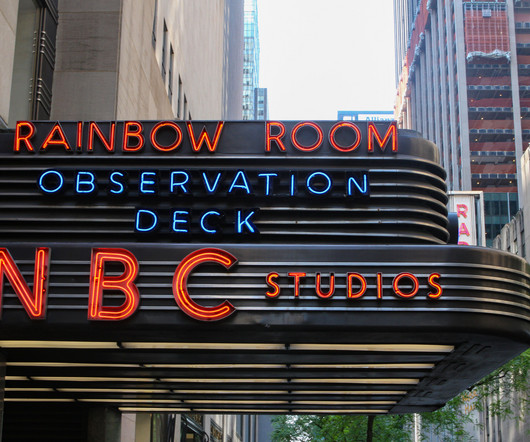 RAINBOW ROOM
OBSERVATION
DECK
NBC STUDIOS